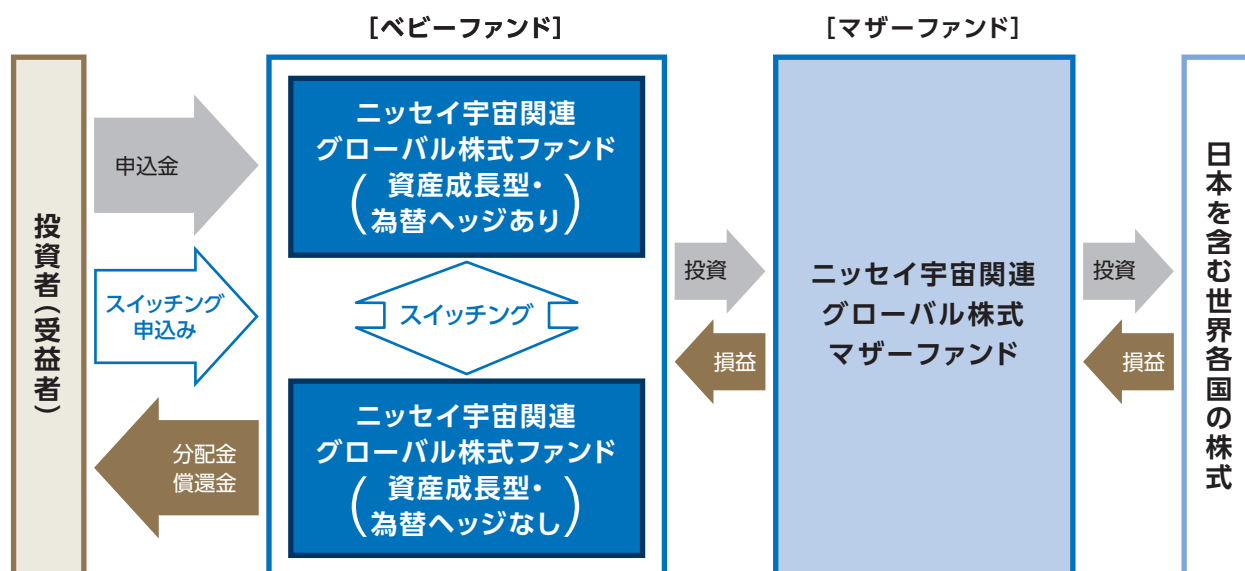 ［ベビーファンド］
［マザーファンド］
投資者（受益者）
申込金
スイッチング
申込み
分配金
償還金
ニッセイ宇宙関連
グローバル株式ファンド
（資産成長型・
為替ヘッジあり）
スイッチング
ニッセイ宇宙関連
グローバル株式ファンド
（資産成長型・
為替ヘッジなし）
投資
損益
ニッセイ宇宙関連
グローバル株式
マザーファンド
投資
損益
日本を含む世界各国の株式